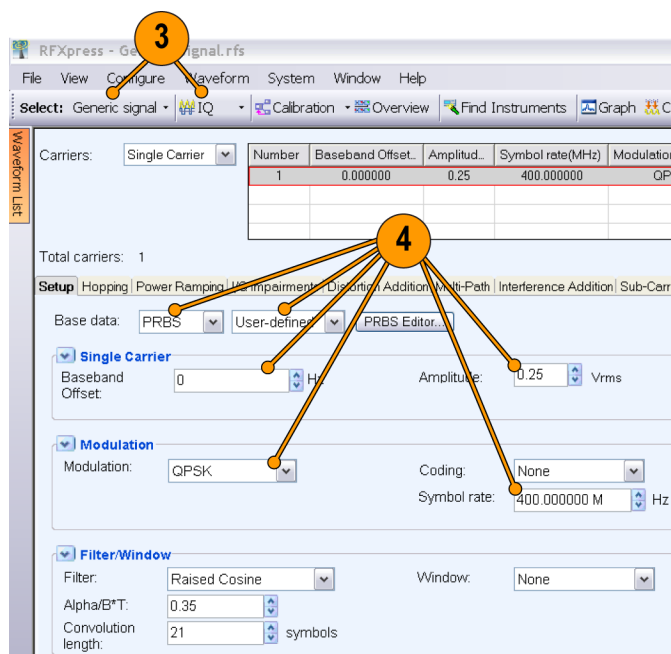 3
RFXpress - Ge ignal.rfs
File View Configure Waveform System Window Help
Select: Generic signal IQ Calibration Overview Find Instruments Graph C
Waveform List
Carriers: Single Carrier
Number Baseband Offset... Amplitud... Symbol rate(MHz) Modulatio
1 0.000000 0.25 400.000000 QP
4
Total carriers: 1
Setup Hopping Power Ramping I/Q Impairments Distortion Addition Multi-Path Interference Addition Sub-Carr
Base data: PRBS User-defined PRBS Editor...
Single Carrier
Baseband Offset: 0 Hz Amplitude: 0.25 Vrms
Modulation
Modulation: QPSK Coding: None
Symbol rate: 400.000000 M Hz
Filter/Window
Filter: Raised Cosine Window: None
Alpha/B*T: 0.35
Convolution length: 21 symbols